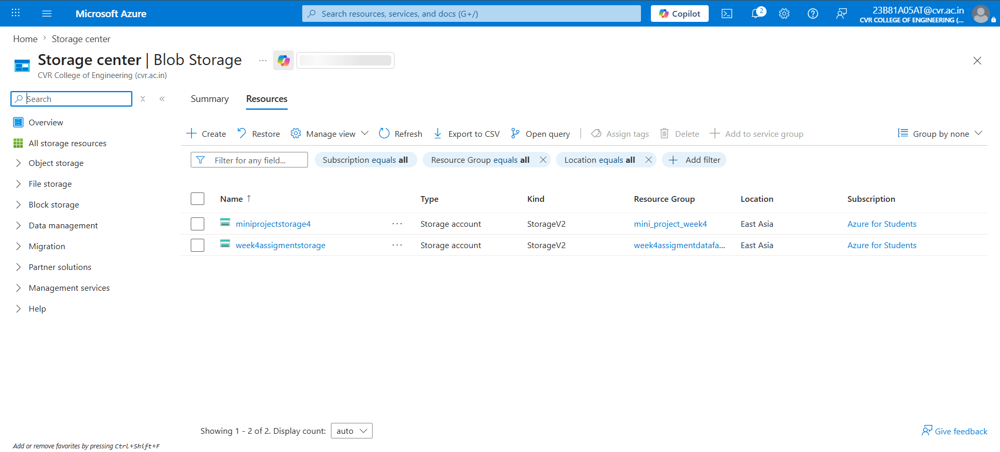 Microsoft Azure
Search resources, services, and docs (G+/)
Copilot
2
23B81A05AT@cvr.ac.in
CVR COLLEGE OF ENGINEERING (...
Home > Storage center
Storage center | Blob Storage
...
CVR College of Engineering (cvr.ac.in)
Search
Overview
All storage resources
Object storage
File storage
Block storage
Data management
Migration
Partner solutions
Management services
Help
Summary Resources
Create Restore Manage view Refresh Export to CSV Open query | Assign tags Delete Add to service group Group by none
Filter for any field... Subscription equals all Resource Group equals all Location equals all Add filter
Name ↑ Type Kind Resource Group Location Subscription
miniprojectstorage4 ... Storage account StorageV2 mini_project_week4 East Asia Azure for Students
week4assigmentstorage ... Storage account StorageV2 week4assigmentdatafa... East Asia Azure for Students
Showing 1 - 2 of 2. Display count: auto
Give feedback
Add or remove favorites by pressing Ctrl+Shift+F